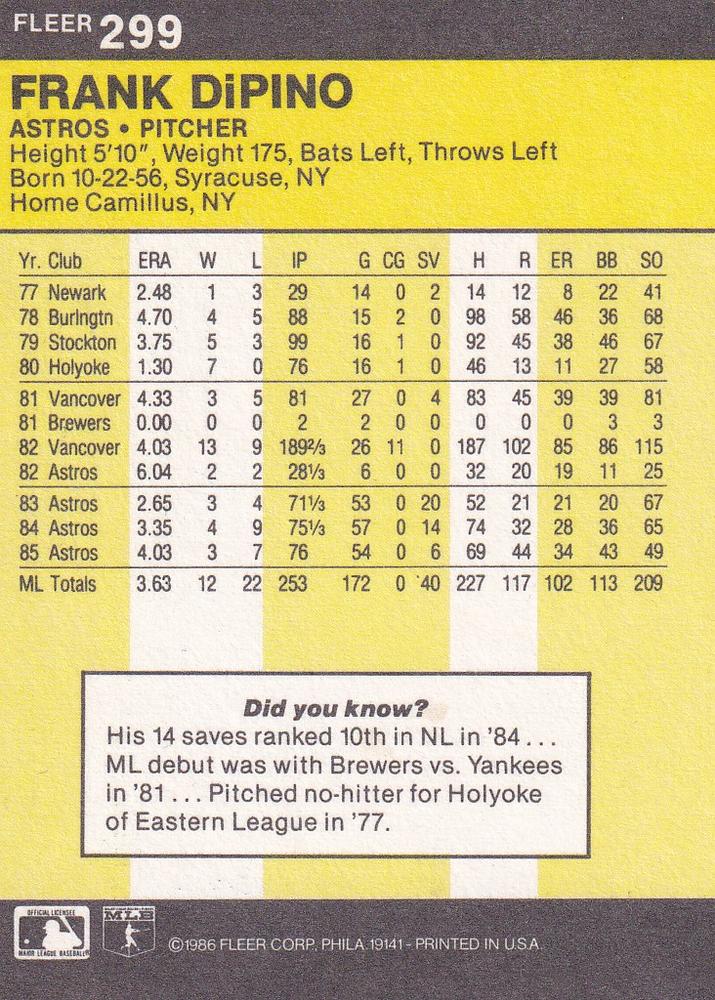 FLEER 299
FRANK DiPINO
ASTROS • PITCHER
Height 5'10", Weight 175, Bats Left, Throws Left
Born 10-22-56, Syracuse, NY
Home Camillus, NY
Yr. Club ERA W L IP G CG SV H R ER BB SO
77 Newark 2.48 1 3 29 14 0 2 14 12 8 22 41
78 Burlngtn 4.70 4 5 88 15 2 0 98 58 46 36 68
79 Stockton 3.75 5 3 99 16 1 0 92 45 38 46 67
80 Holyoke 1.30 7 0 76 16 1 0 46 13 11 27 58
81 Vancover 4.33 3 5 81 27 0 4 83 45 39 39 81
81 Brewers 0.00 0 0 2 2 0 0 0 0 0 3 3
82 Vancover 4.03 13 9 189⅔ 26 11 0 187 102 85 86 115
82 Astros 6.04 2 2 28⅓ 6 0 0 32 20 19 11 25
83 Astros 2.65 3 4 71⅓ 53 0 20 52 21 21 20 67
84 Astros 3.35 4 9 75⅓ 57 0 14 74 32 28 36 65
85 Astros 4.03 3 7 76 54 0 6 69 44 34 43 49
ML Totals 3.63 12 22 253 172 0 40 227 117 102 113 209
Did you know?
His 14 saves ranked 10th in NL in '84 . . .
ML debut was with Brewers vs. Yankees
in '81 . . . Pitched no-hitter for Holyoke
of Eastern League in '77.
OFFICIAL LICENSEE
MAJOR LEAGUE BASEBALL
MLB
©1986 FLEER CORP. PHILA. 19141 - PRINTED IN U.S.A.